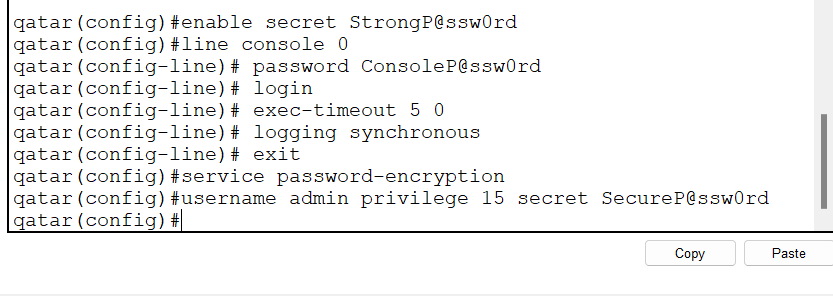 qatar(config)#enable secret StrongP@ssw0rd
qatar(config)#line console 0
qatar(config-line)# password ConsoleP@ssw0rd
qatar(config-line)# login
qatar(config-line)# exec-timeout 5 0
qatar(config-line)# logging synchronous
qatar(config-line)# exit
qatar(config)#service password-encryption
qatar(config)#username admin privilege 15 secret SecureP@ssw0rd
qatar(config)#
Copy
Paste